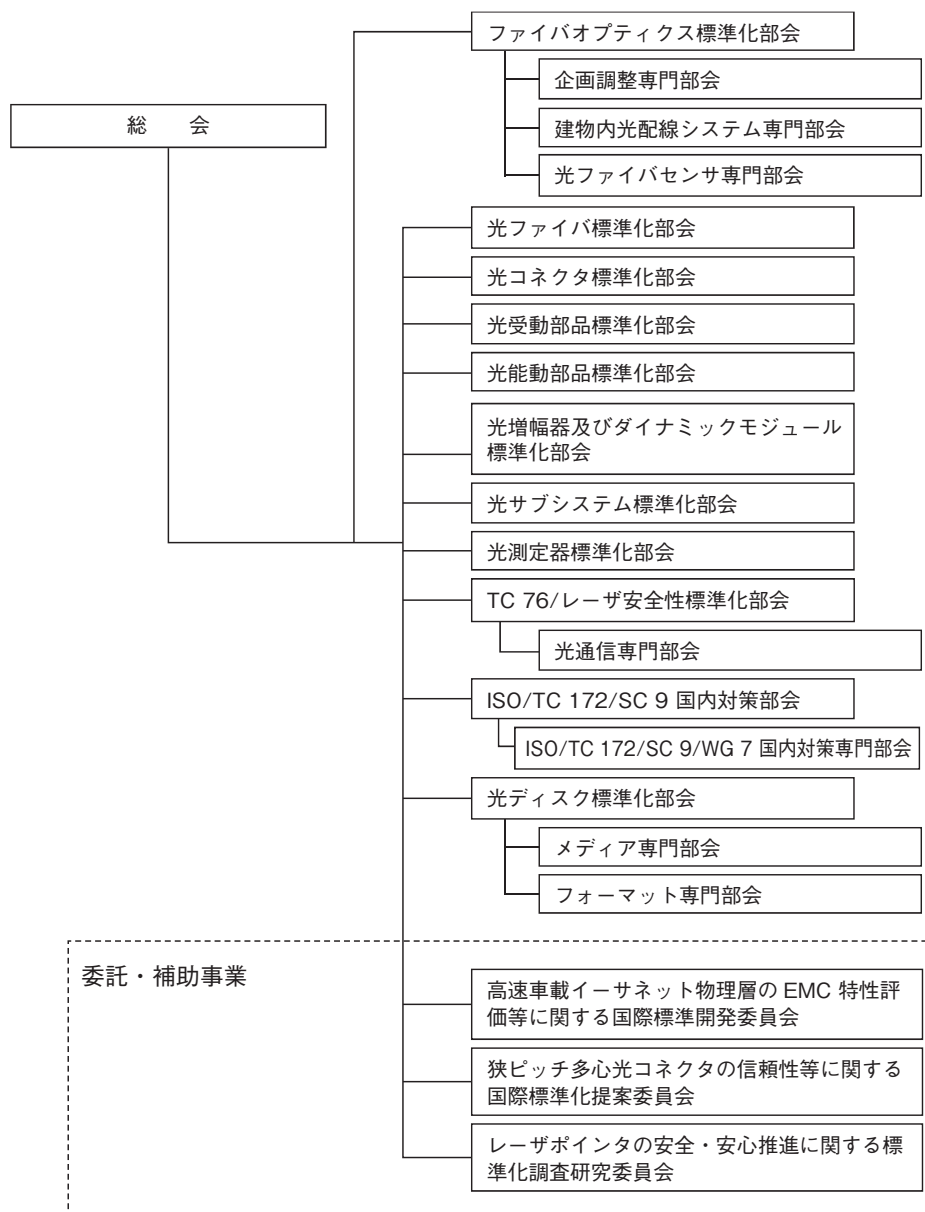 ファイバオプティクス標準化部会
企画調整専門部会
総　会
建物内光配線システム専門部会
光ファイバセンサ専門部会
光ファイバ標準化部会
光コネクタ標準化部会
光受動部品標準化部会
光能動部品標準化部会
光増幅器及びダイナミックモジュール
標準化部会
光サブシステム標準化部会
光測定器標準化部会
TC 76/レーザ安全性標準化部会
光通信専門部会
ISO/TC 172/SC 9 国内対策部会
ISO/TC 172/SC 9/WG 7 国内対策専門部会
光ディスク標準化部会
メディア専門部会
フォーマット専門部会
委託・補助事業
高速車載イーサネット物理層の EMC 特性評
価等に関する国際標準開発委員会
狭ピッチ多心光コネクタの信頼性等に関する
国際標準化提案委員会
レーザポインタの安全・安心推進に関する標
準化調査研究委員会